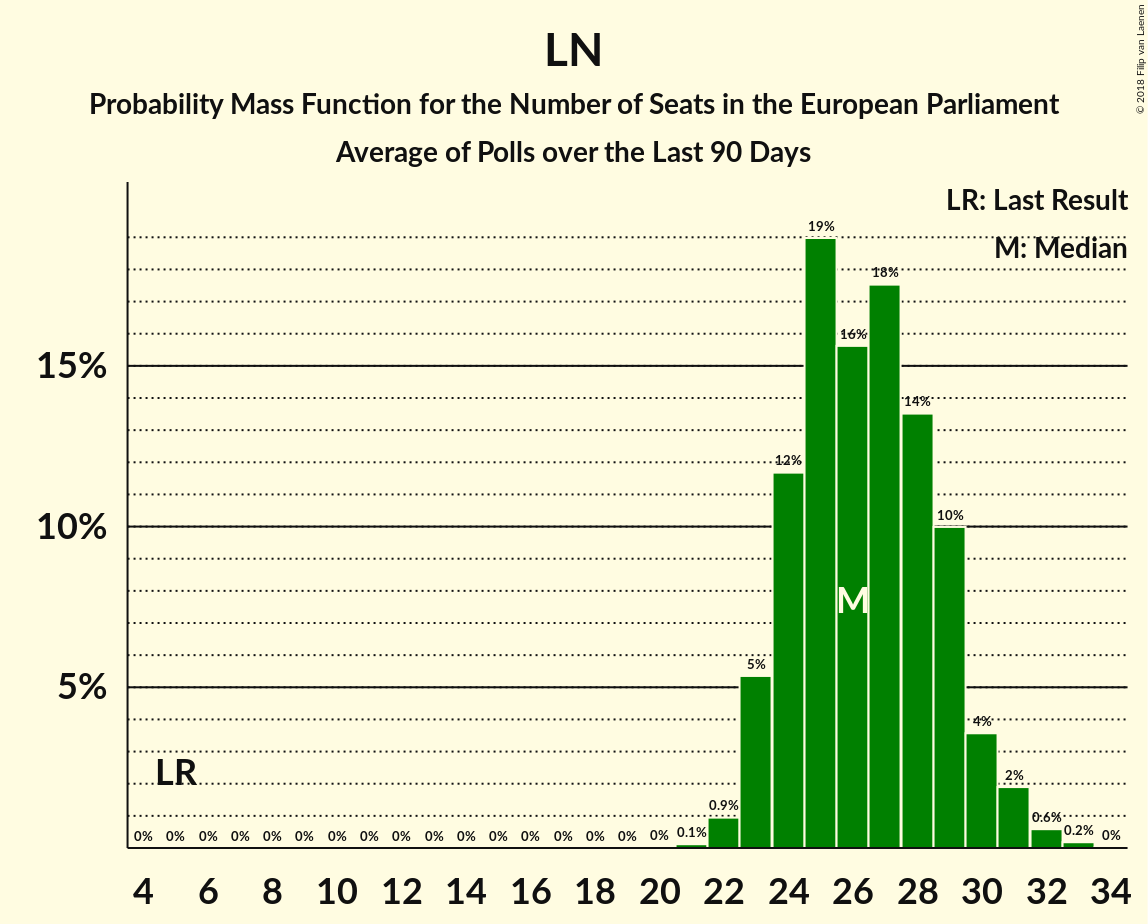 LN
Probability Mass Function for the Number of Seats in the European Parliament
Average of Polls over the Last 90 Days
© 2018 Filip van Laenen
LR: Last Result
M: Median
15%
10%
5%
LR
M
0% 0% 0% 0% 0% 0% 0% 0% 0% 0% 0% 0% 0% 0% 0% 0% 0% 0.1% 0.9% 5% 12% 19% 16% 18% 14% 10% 4% 2% 0.6% 0.2% 0%
4 6 8 10 12 14 16 18 20 22 24 26 28 30 32 34